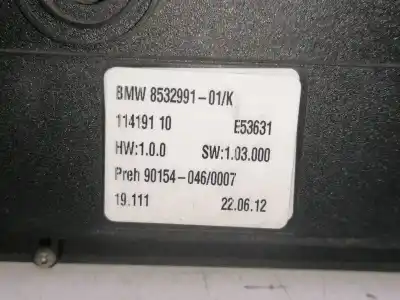 BMW 8532991-01/K
114191 10 E53631
HW:1.0.0 SW:1.03.000
Preh 90154-046/0007
19.111 22.06.12